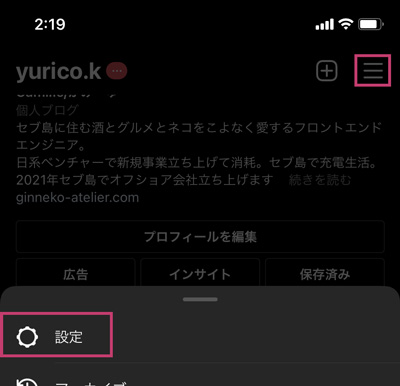 2:19
yurico.k
個人ブログ
セブ島に住む酒とグルメとネコをこよなく愛するフロントエンド
エンジニア。
日系ベンチャーで新規事業立ち上げて消耗。セブ島で充電生活。
2021年セブ島でオフショア会社立ち上げます 続きを読む
ginneko-atelier.com
プロフィールを編集
広告 インサイト 保存済み
設定
アーカイブ